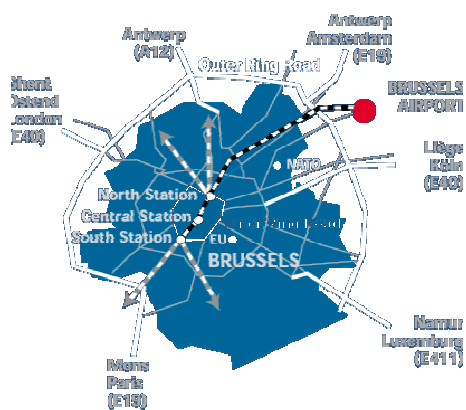 Antwerp
(A12)
Antwerp
Amsterdam
(E19)
Outer Ring Road
BRUSSELS
AIRPORT
Ghent
Ostend
London
(E40)
Liège
Köln
(E40)
NATO
North Station
Central Station
South Station
EU
BRUSSELS
Namur
Luxemburg
(E411)
Mons
Paris
(E19)